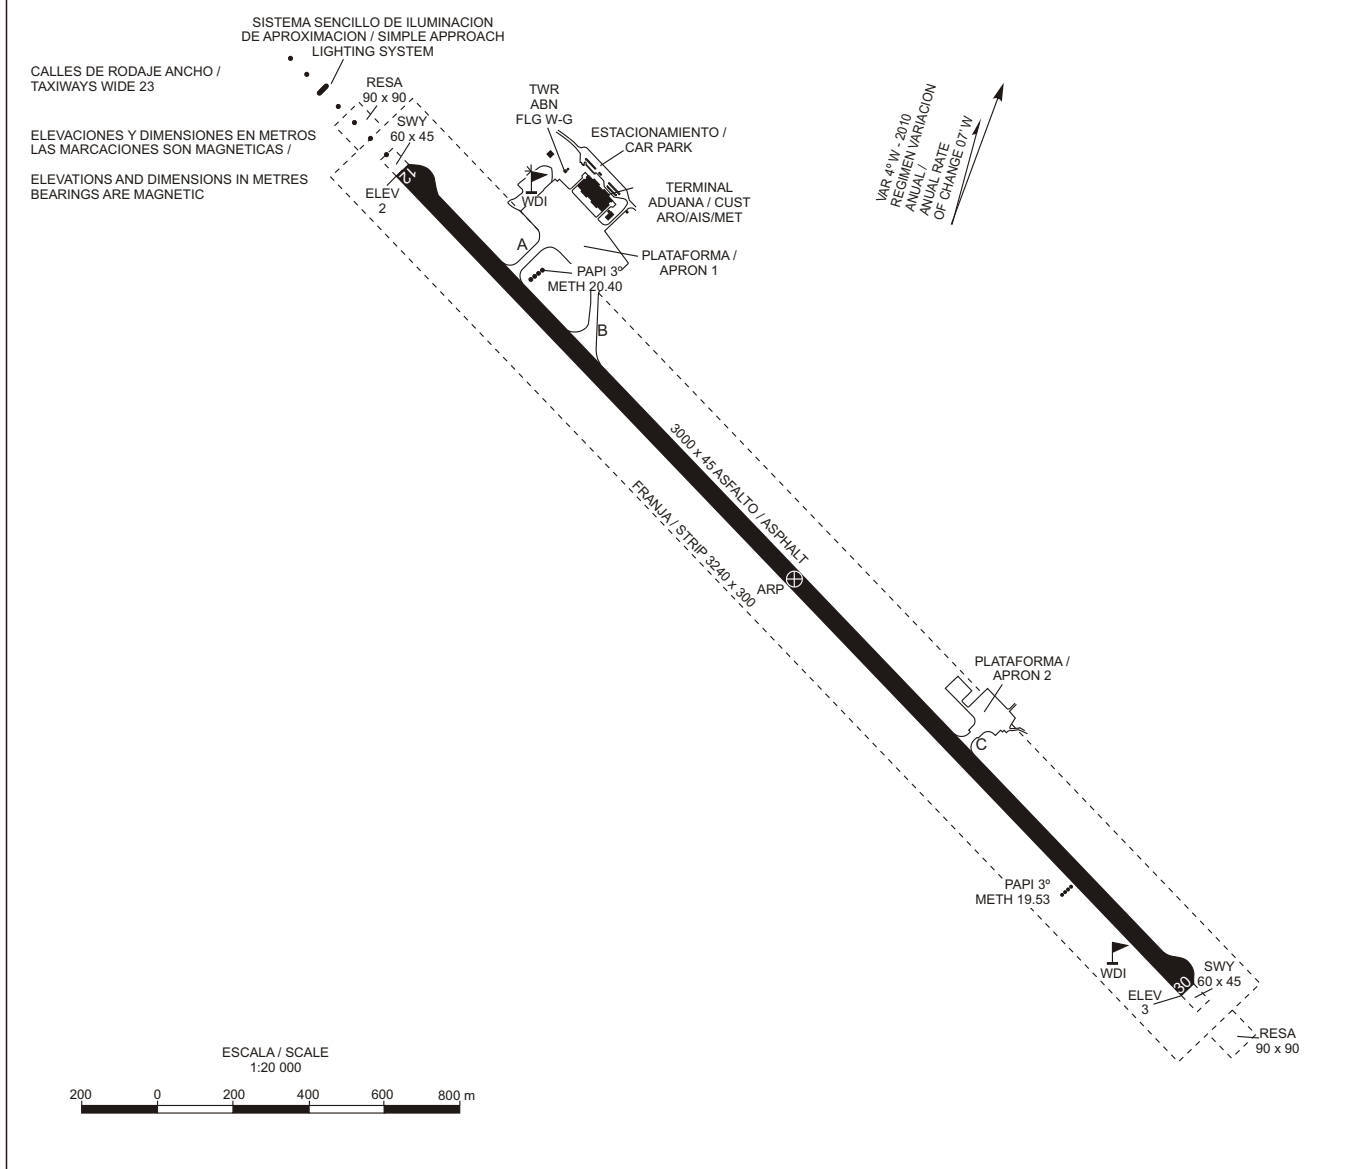 SISTEMA SENCILLO DE ILUMINACION
DE APROXIMACION / SIMPLE APPROACH
LIGHTING SYSTEM
CALLES DE RODAJE ANCHO /
TAXIWAYS WIDE 23
RESA
90 x 90
SWY
60 x 45
ELEVACIONES Y DIMENSIONES EN METROS
LAS MARCACIONES SON MAGNETICAS /
ELEVATIONS AND DIMENSIONS IN METRES
BEARINGS ARE MAGNETIC
12
ELEV
2
TWR
ABN
FLG W-G
ESTACIONAMIENTO /
CAR PARK
WDI
TERMINAL
ADUANA / CUST
ARO/AIS/MET
A
PLATAFORMA /
APRON 1
PAPI 3º
METH 20.40
B
VAR 4º W - 2010
REGIMEN VARIACION
ANUAL /
ANUAL RATE
OF CHANGE 07' W
3000 x 45 ASFALTO / ASPHALT
FRANJA / STRIP 3240 x 300
ARP
PLATAFORMA /
APRON 2
C
PAPI 3º
METH 19.53
WDI
30
SWY
60 x 45
ELEV
3
RESA
90 x 90
ESCALA / SCALE
1:20 000
200 0 200 400 600 800 m